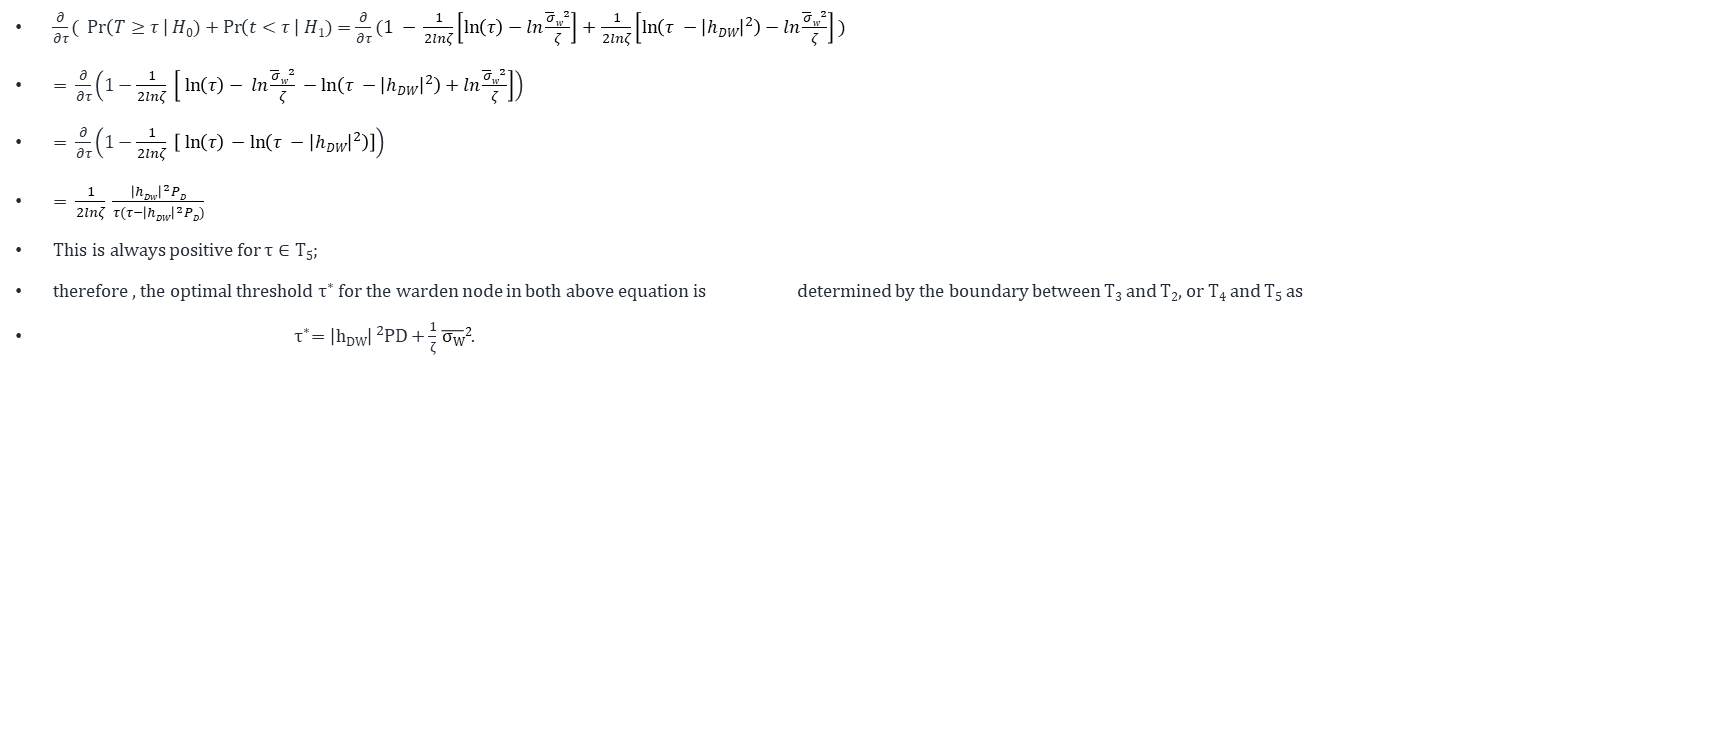 • ∂/∂τ ( Pr(T ≥ τ | H₀) + Pr(t < τ | H₁) = ∂/∂τ (1 − 1/2lnζ [ln(τ) − ln σ̅_w²/ζ] + 1/2lnζ [ln(τ − |h_DW|²) − ln σ̅_w²/ζ] )
• = ∂/∂τ (1 − 1/2lnζ [ ln(τ) − ln σ̅_w²/ζ − ln(τ − |h_DW|²) + ln σ̅_w²/ζ ])
• = ∂/∂τ (1 − 1/2lnζ [ ln(τ) − ln(τ − |h_DW|²)])
• = 1/2lnζ |h_DW|²P_D/τ(τ−|h_DW|²P_D)
• This is always positive for τ ∈ T₅;
• therefore , the optimal threshold τ* for the warden node in both above equation is determined by the boundary between T₃ and T₂, or T₄ and T₅ as
• τ*= |h_DW| ²PD + 1/ζ σ̅_W².